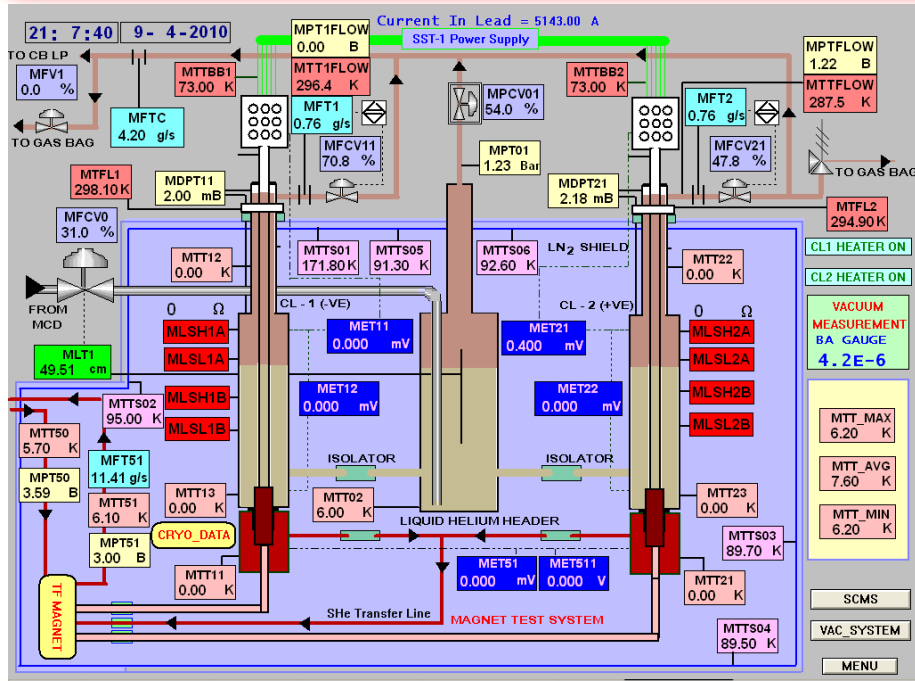 Current In Lead = 5143.00 A
21: 7:40
9- 4-2010
MPT1FLOW
0.00 B
SST-1 Power Supply
MPTFLOW
1.22 B
TO CB LP
MFV1
0.0 %
MTTBB1
73.00 K
MTT1FLOW
296.4 K
MTTBB2
73.00 K
MTTFLOW
287.5 K
MPCV01
54.0 %
MFTC
4.20 g/s
MFT1
0.76 g/s
MFT2
0.76 g/s
TO GAS BAG
MFCV11
70.8 %
MPT01
1.23 Bar
MFCV21
47.8 %
TO GAS BAG
MTFL1
298.10 K
MDPT11
2.00 mB
MDPT21
2.18 mB
MTFL2
294.90 K
MFCV0
31.0 %
MTT12
0.00 K
MTTS01
171.80 K
MTTS05
91.30 K
MTTS06
92.60 K
LN2 SHIELD
MTT22
0.00 K
CL1 HEATER ON
CL2 HEATER ON
FROM
MCD
0 Ω
CL - 1 (-VE)
CL - 2 (+VE)
0 Ω
VACUUM
MEASUREMENT
BA GAUGE
4.2E-6
MLSH1A
MET11
0.000 mV
MET21
0.400 mV
MLSH2A
MLT1
49.51 cm
MLSL1A
MLSL2A
MTTS02
95.00 K
MLSH1B
MET12
0.000 mV
MET22
0.000 mV
MLSH2B
MLSL1B
MLSL2B
MTT_MAX
6.20 K
MTT50
5.70 K
MFT51
11.41 g/s
ISOLATOR
ISOLATOR
MTT_AVG
7.60 K
MPT50
3.59 B
MTT51
6.10 K
MTT13
0.00 K
MTT02
6.00 K
MTT23
0.00 K
MTT_MIN
6.20 K
CRYO_DATA
LIQUID HELIUM HEADER
MPT51
3.00 B
MTTS03
89.70 K
MTT11
0.00 K
MET51
0.000 mV
MET511
0.000 V
MTT21
0.00 K
TF MAGNET
SHe Transfer Line
MAGNET TEST SYSTEM
SCMS
MTTS04
89.50 K
VAC_SYSTEM
MENU